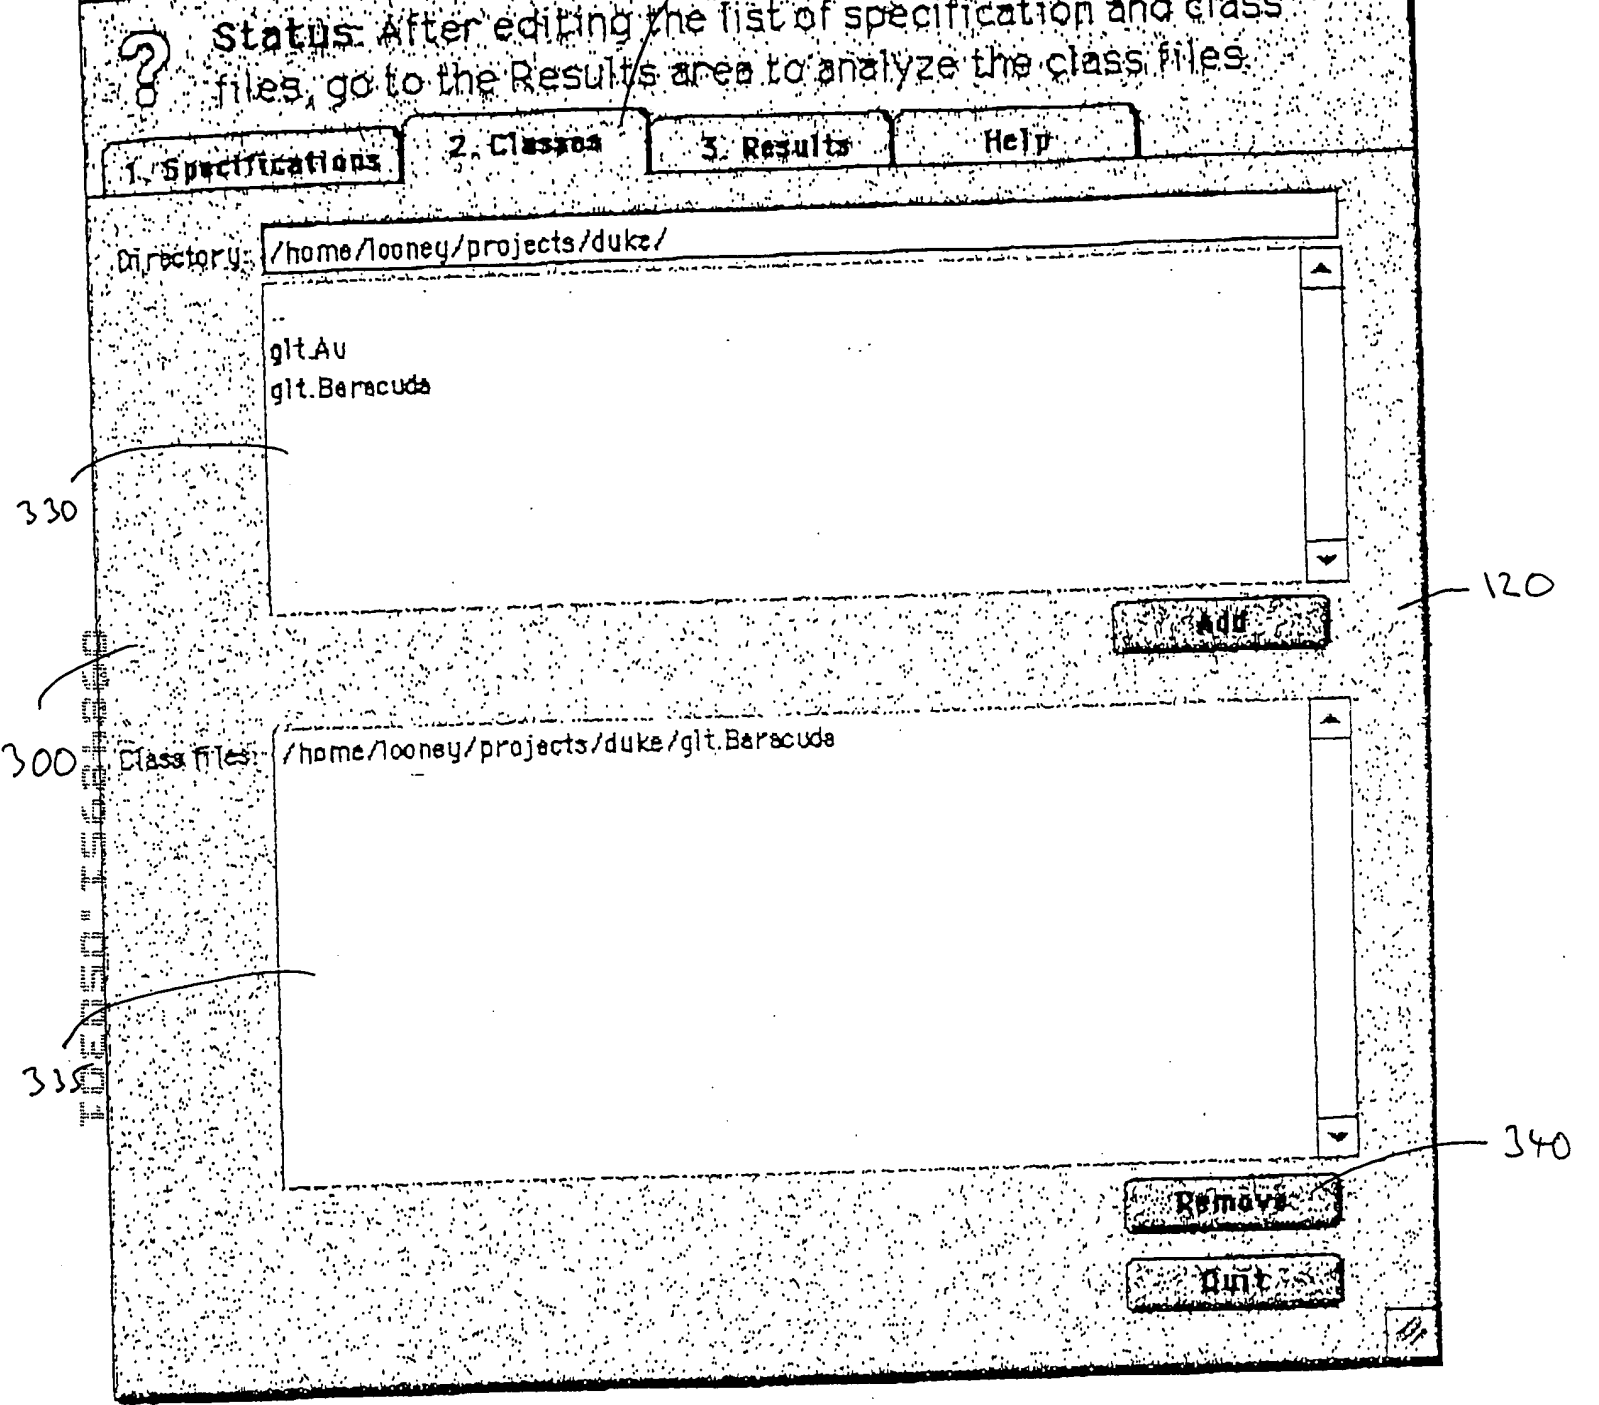 Status: After editing the list of specification and class
files, go to the Results area to analyze the class files.
1. Specifications
2. Classes
3. Results
Help
Directory: /home/looney/projects/duke/
..
glt.Au
glt.Baracuda
330
120
Add
300
Class files: /home/looney/projects/duke/glt.Baracuda
335
340
Remove
Quit